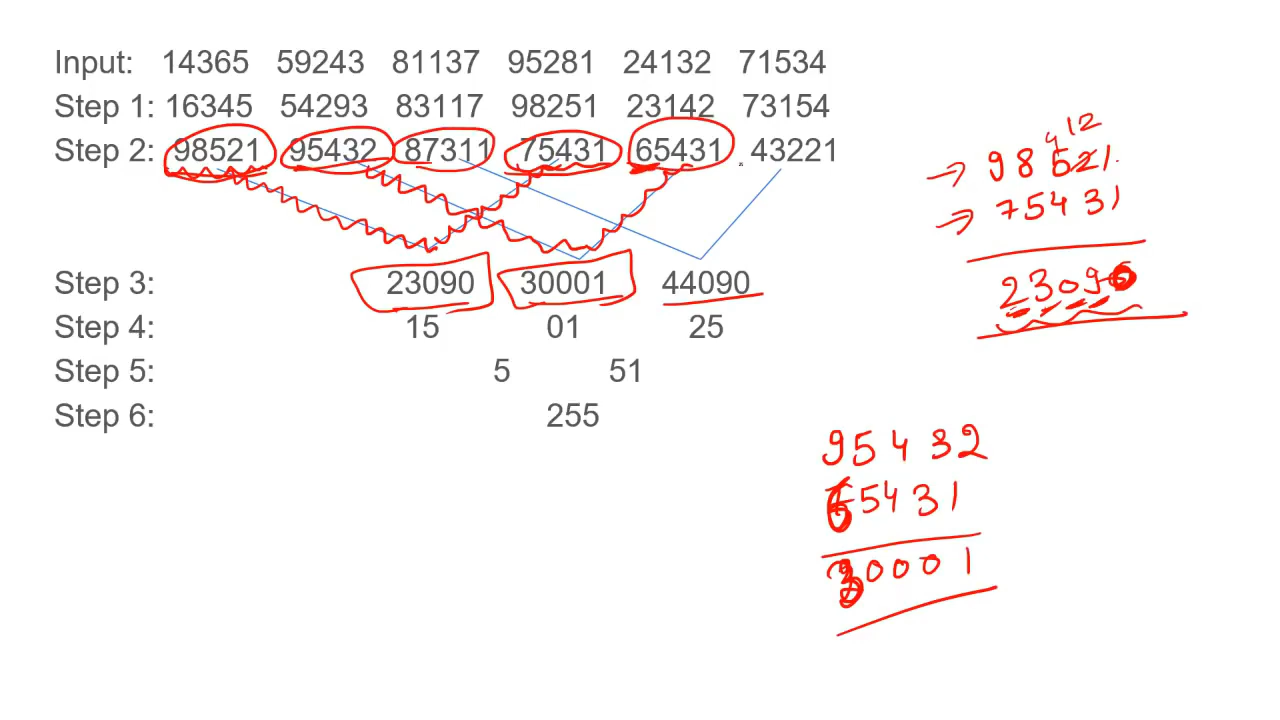 Input: 14365 59243 81137 95281 24132 71534
Step 1: 16345 54293 83117 98251 23142 73154
Step 2: 98521 95432 87311 75431 65431 43221
Step 3: 23090 30001 44090
Step 4: 15 01 25
Step 5: 5 51
Step 6: 255
4 12
98521
75431
23090
95432
65431
30001